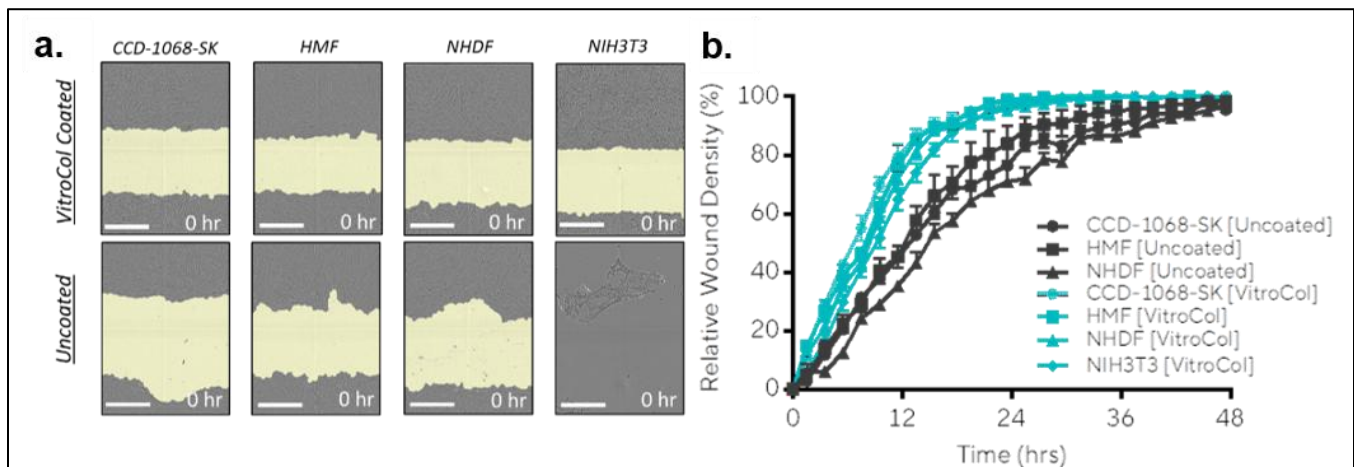 a.
CCD-1068-SK HMF NHDF NIH3T3
VitroCol Coated
0 hr 0 hr 0 hr 0 hr
Uncoated
0 hr 0 hr 0 hr 0 hr
b.
Relative Wound Density (%)
100
80
60
40
20
0
CCD-1068-SK [Uncoated]
HMF [Uncoated]
NHDF [Uncoated]
CCD-1068-SK [VitroCol]
HMF [VitroCol]
NHDF [VitroCol]
NIH3T3 [VitroCol]
0 12 24 36 48
Time (hrs)